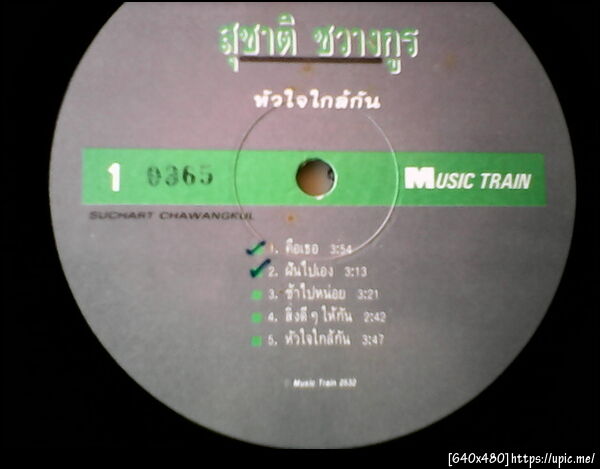 สุชาติ ชวางกูร
หัวใจใกล้กัน
1 0365 MUSIC TRAIN
SUCHART CHAWANGKUL
1. คือเธอ 3:54
2. ฝันไปเอง 3:13
3. ช้าไปหน่อย 3:21
4. สิ่งดีๆ ให้กัน 2:42
5. หัวใจใกล้กัน 3:47
Music Train 2532
[640x480]https://upic.me/